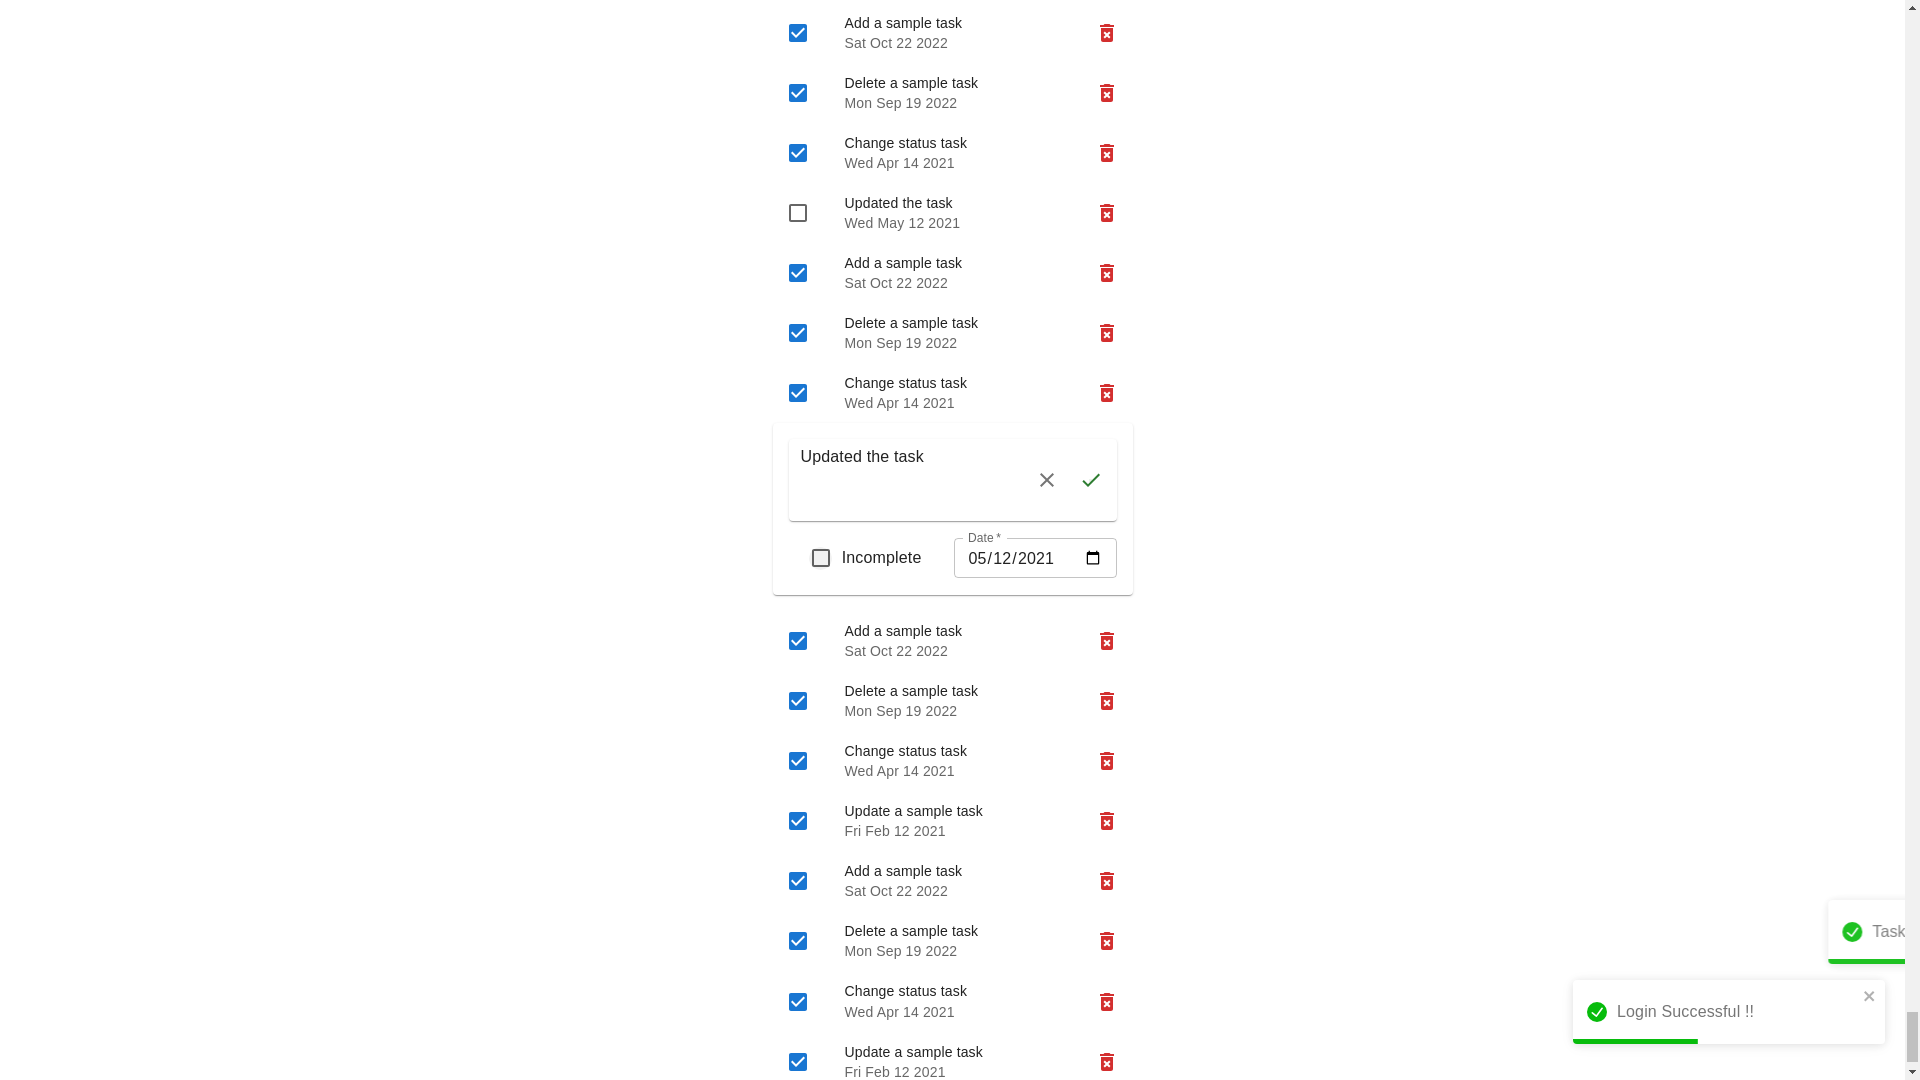 Add a sample task
Sat Oct 22 2022
Delete a sample task
Mon Sep 19 2022
Change status task
Wed Apr 14 2021
Updated the task
Wed May 12 2021
Add a sample task
Sat Oct 22 2022
Delete a sample task
Mon Sep 19 2022
Change status task
Wed Apr 14 2021
Updated the task
Date *
Incomplete
05/12/2021
Add a sample task
Sat Oct 22 2022
Delete a sample task
Mon Sep 19 2022
Change status task
Wed Apr 14 2021
Update a sample task
Fri Feb 12 2021
Add a sample task
Sat Oct 22 2022
Delete a sample task
Mon Sep 19 2022
Change status task
Wed Apr 14 2021
Update a sample task
Fri Feb 12 2021
Task
Login Successful !!